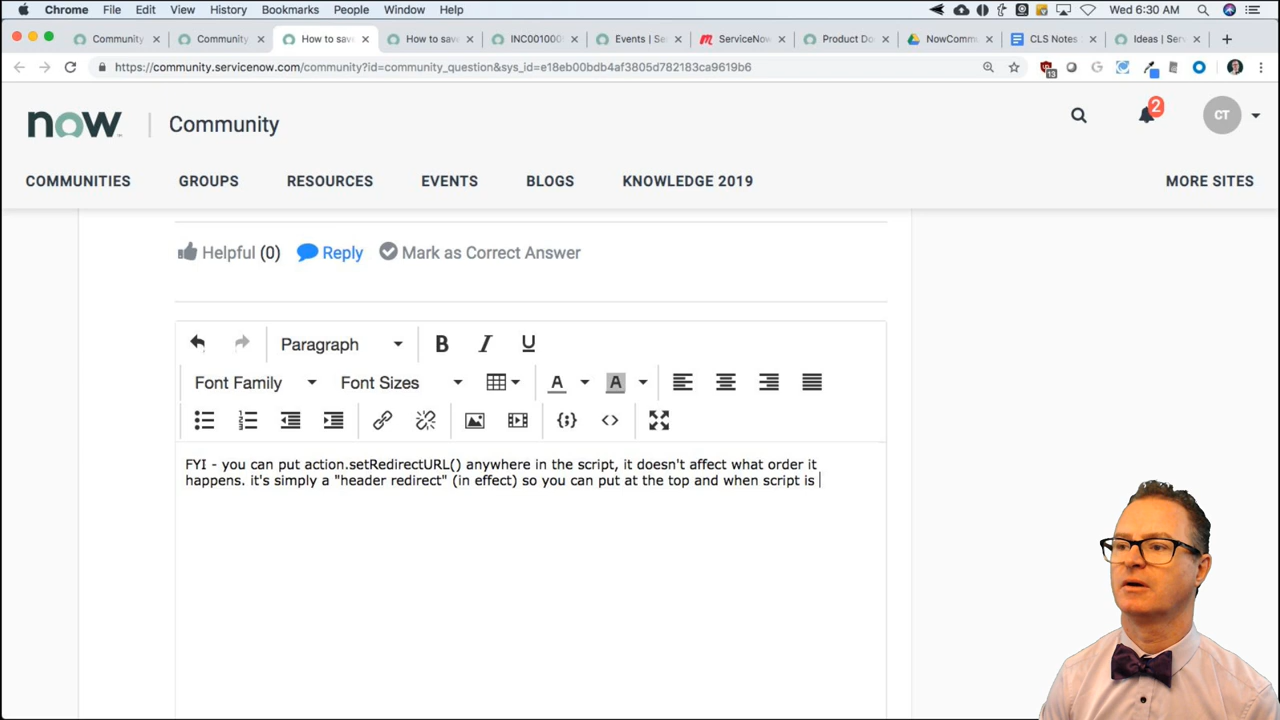 Chrome File Edit View History Bookmarks People Window Help Wed 6:30 AM
Community Community How to sav How to save INC001000 Events | Se ServiceNow Product Do NowComm CLS Notes Ideas | Serv
https://community.servicenow.com/community?id=community_question&sys_id=e18eb00bdb4af3805d782183ca9619b6 13
now Community 2 CT
COMMUNITIES GROUPS RESOURCES EVENTS BLOGS KNOWLEDGE 2019 MORE SITES
Helpful (0) Reply Mark as Correct Answer
Paragraph B I U
Font Family Font Sizes A A
FYI - you can put action.setRedirectURL() anywhere in the script, it doesn't affect what order it
happens. it's simply a "header redirect" (in effect) so you can put at the top and when script is